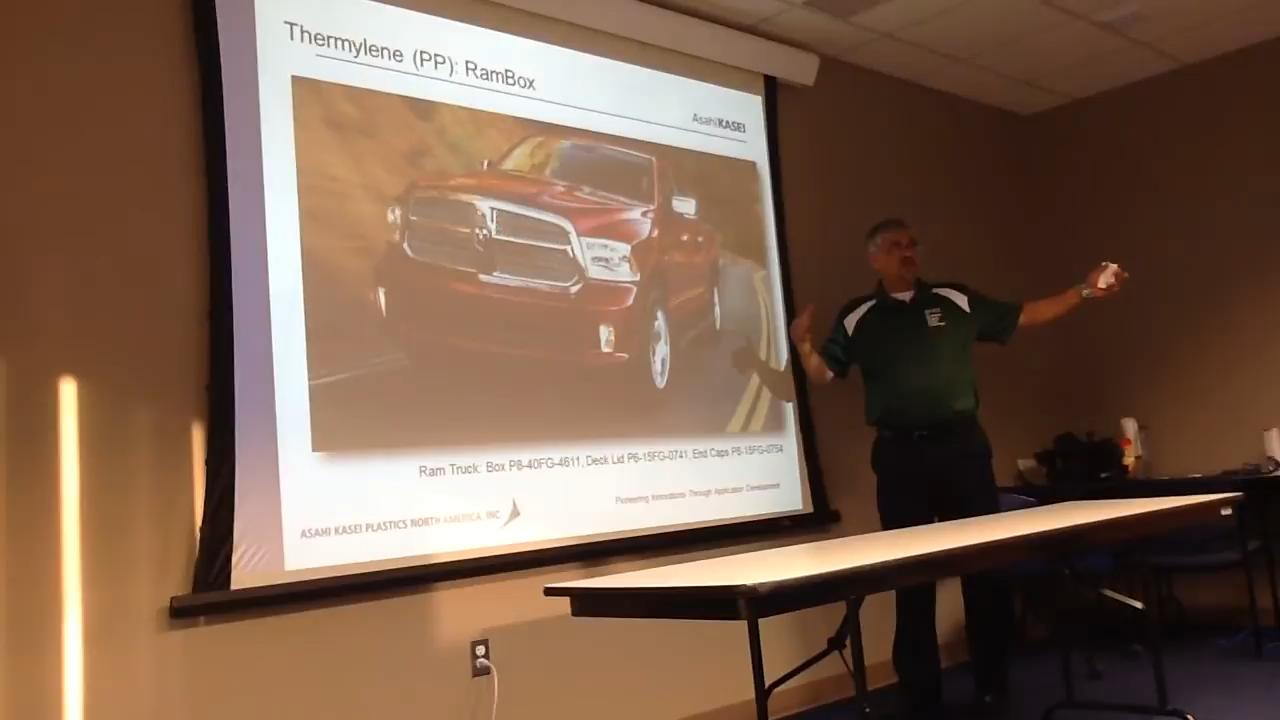 Thermylene (PP): RamBox
AsahiKASEI
Ram Truck: Box P8-40FG-4611, Deck Lid P6-15FG-0741, End Caps P6-15FG-0754
Pioneering Innovations Through Application Development
ASAHI KASEI PLASTICS NORTH AMERICA, INC